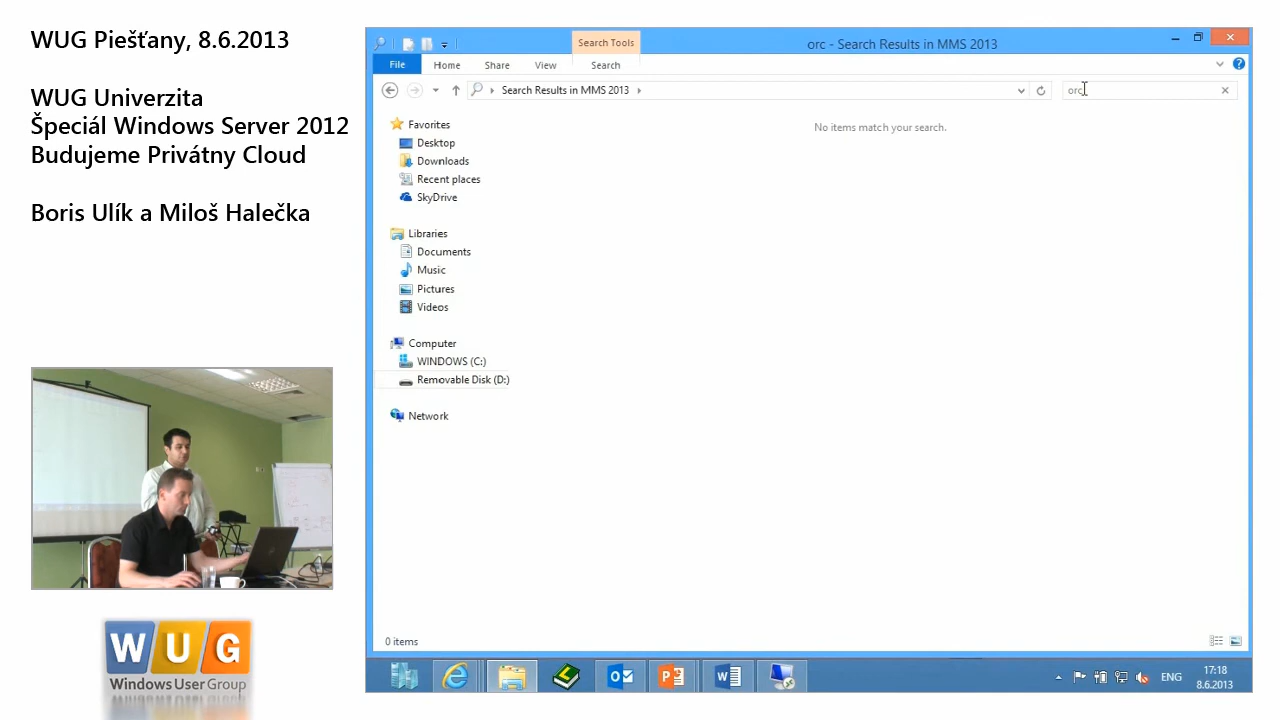 WUG Piešťany, 8.6.2013
WUG Univerzita
Špeciál Windows Server 2012
Budujeme Privátny Cloud
Boris Ulík a Miloš Halečka
WUG
Windows User Group
Search Tools
orc - Search Results in MMS 2013
File
Home
Share
View
Search
Search Results in MMS 2013
orc
Favorites
Desktop
Downloads
Recent places
SkyDrive
Libraries
Documents
Music
Pictures
Videos
Computer
WINDOWS (C:)
Removable Disk (D:)
Network
No items match your search.
0 items
ENG
17:18
8.6.2013